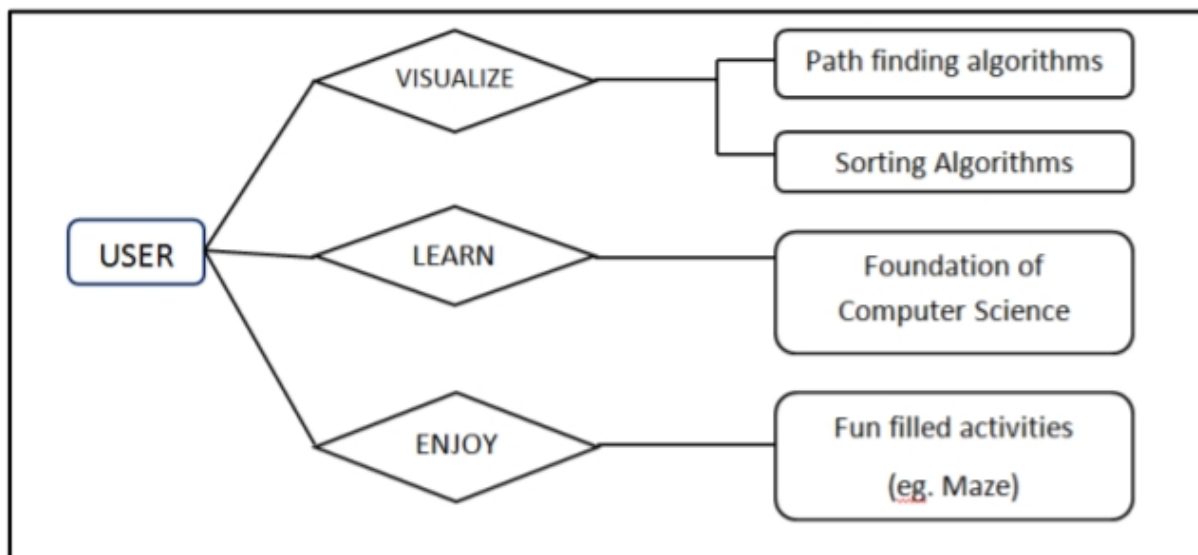 VISUALIZE
Path finding algorithms
Sorting Algorithms
USER
LEARN
Foundation of
Computer Science
ENJOY
Fun filled activities
(eg. Maze)